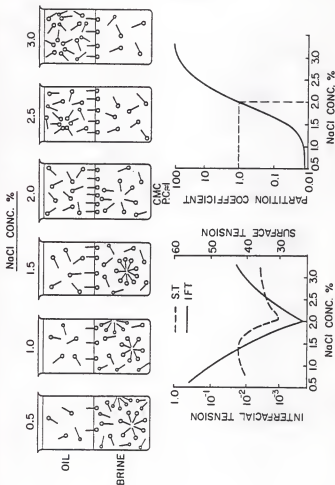 NaCl CONC. %
0.5
1.0
1.5
2.0
2.5
3.0
OIL
BRINE
CMC
P.C.=1
INTERFACIAL TENSION
1.0
10⁻¹
10⁻²
10⁻³
S.T
IFT
60
50
40
30
SURFACE TENSION
0.5 1.0 1.5 2.0 2.5 3.0
NaCl CONC. %
PARTITION COEFFICIENT
100
10
1.0
0.1
0.01
0.5 1.0 1.5 2.0 2.5 3.0
NaCl CONC. %